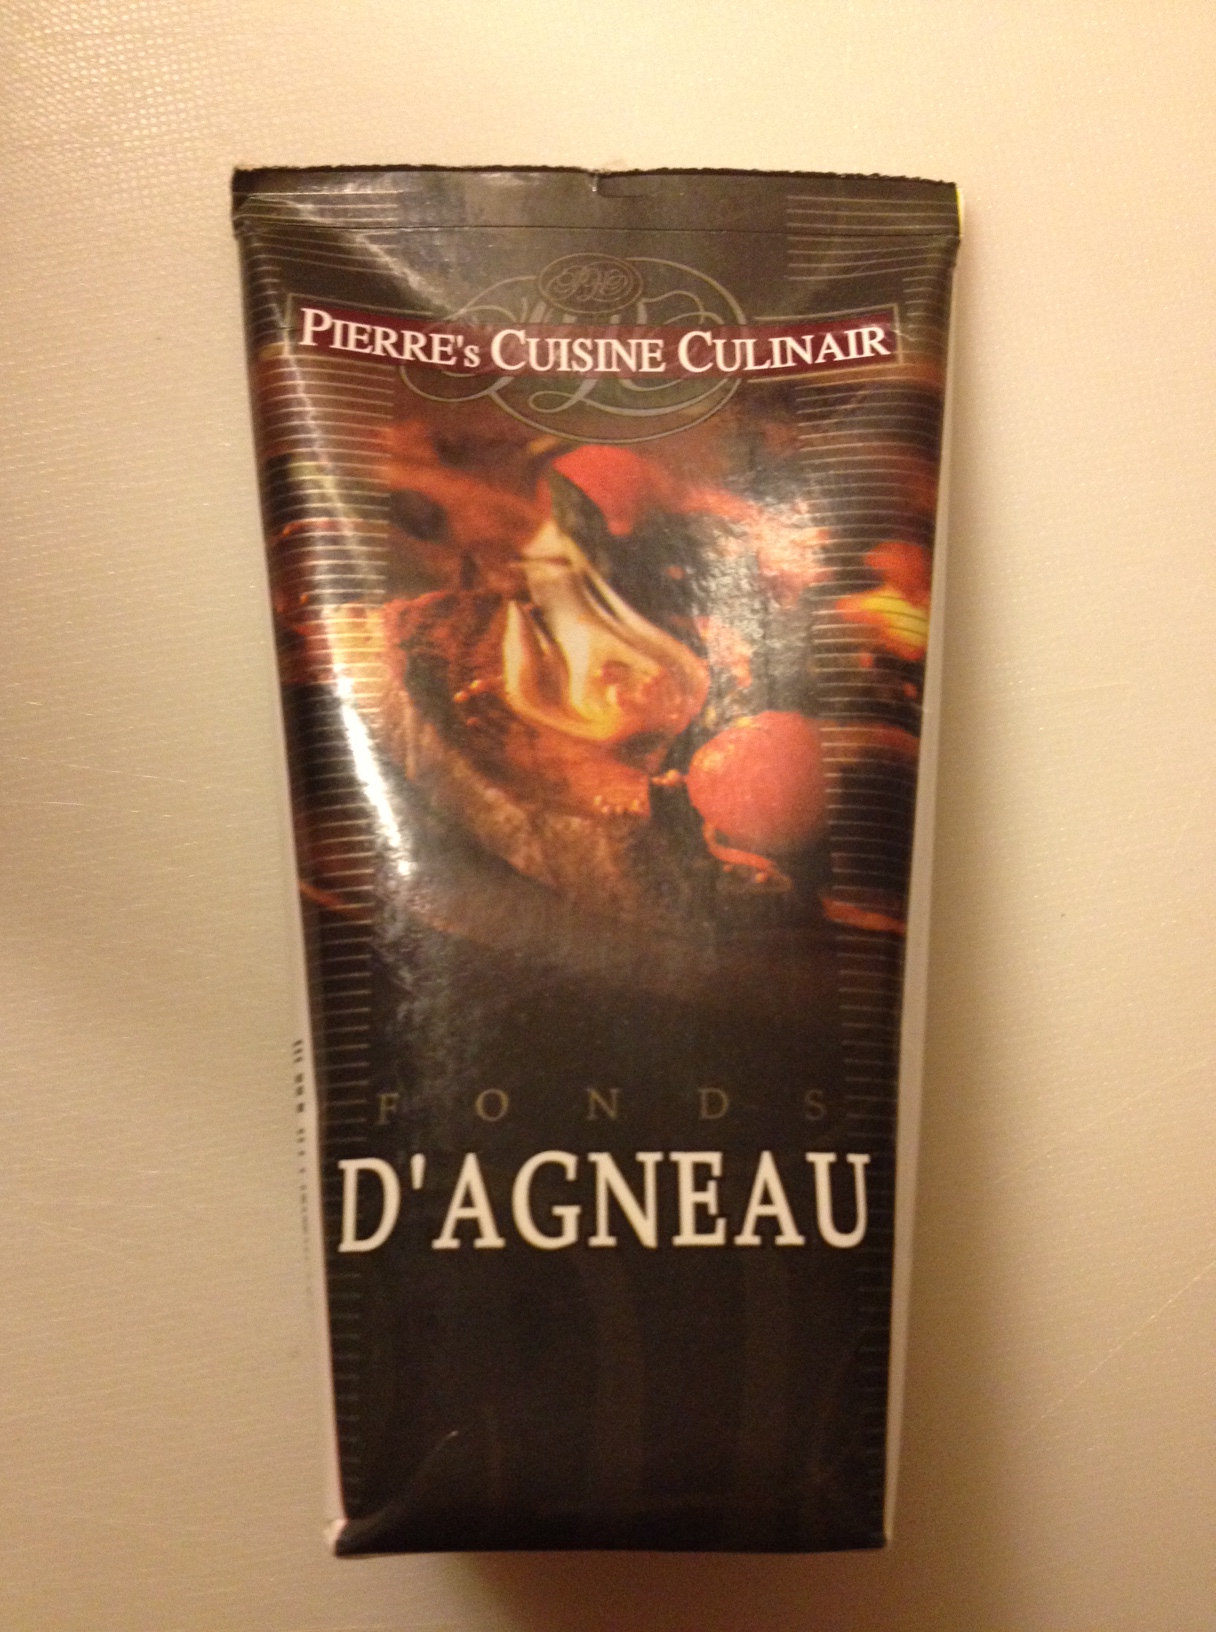 PIERRE's CUISINE CULINAIR
FONDS
D'AGNEAU